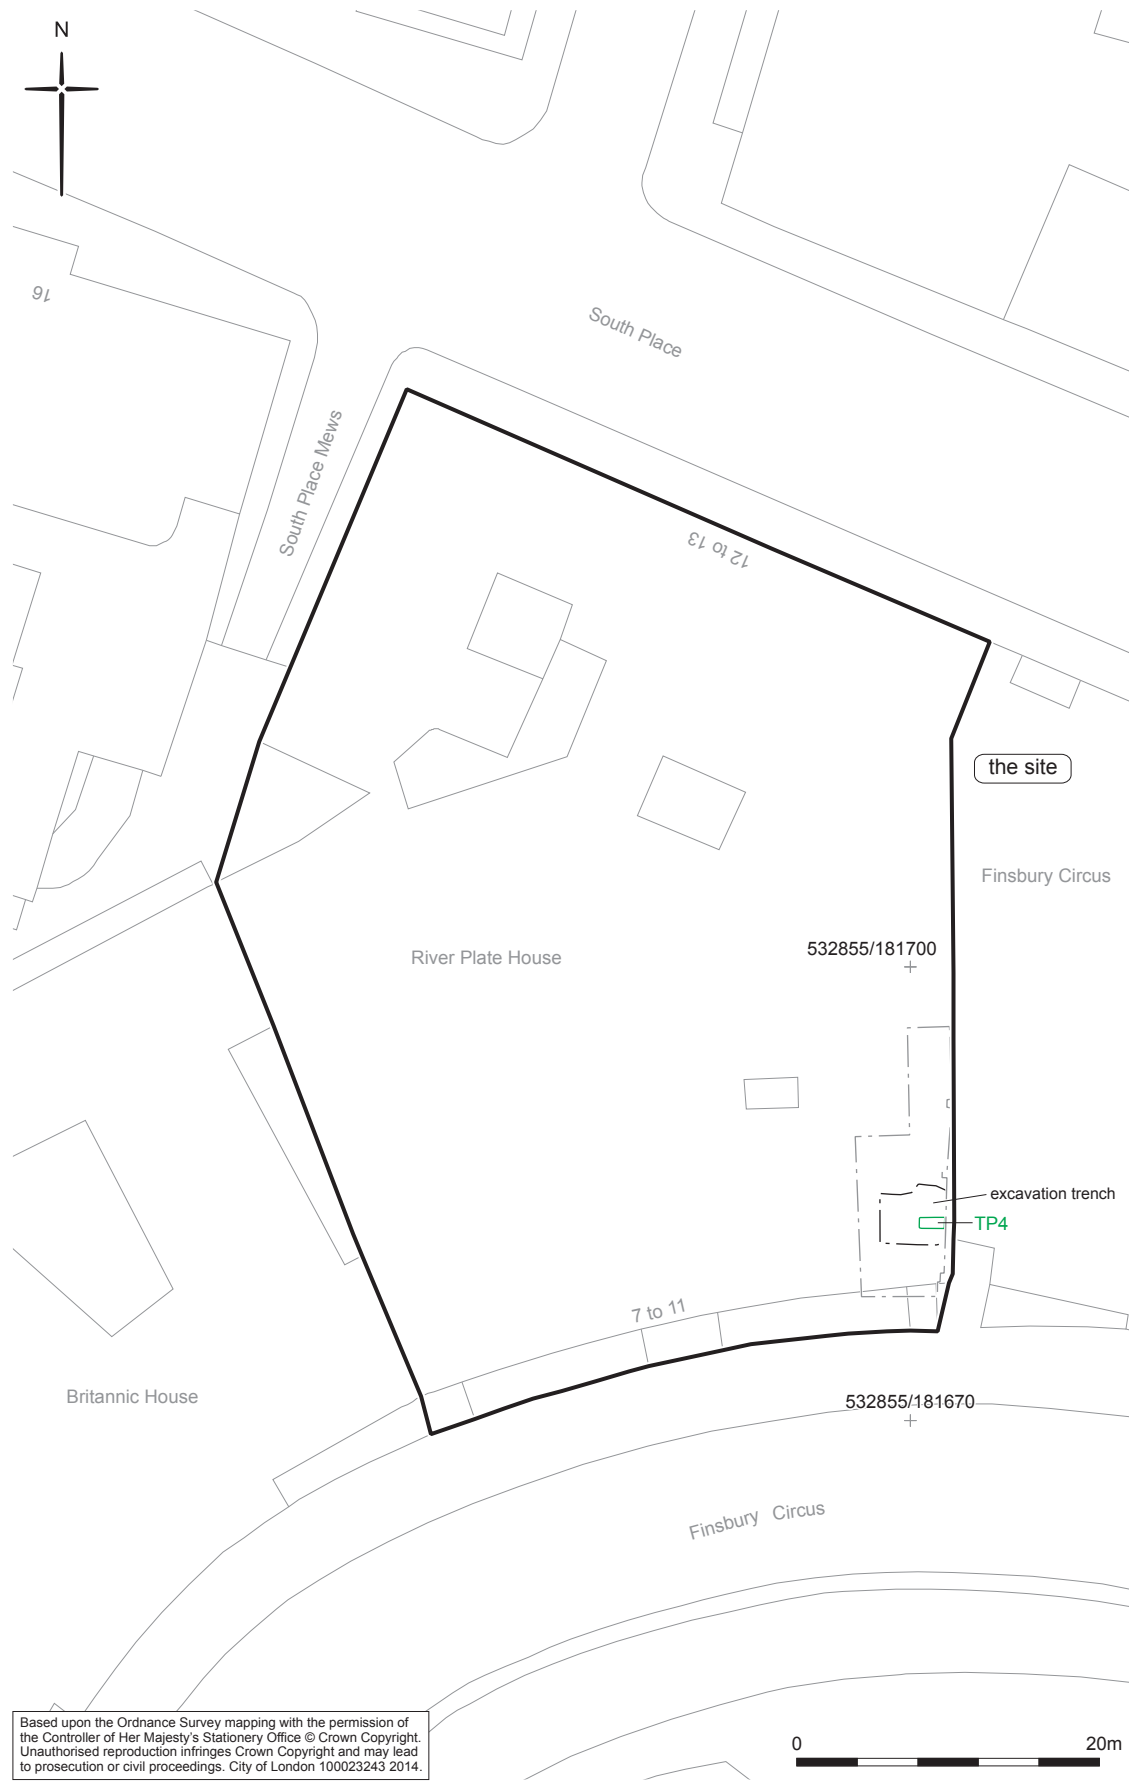 N
16
South Place
South Place Mews
12 to 13
the site
Finsbury Circus
532855/181700
River Plate House
excavation trench
TP4
7 to 11
Britannic House
532855/181670
Finsbury Circus
Based upon the Ordnance Survey mapping with the permission of
the Controller of Her Majesty's Stationery Office © Crown Copyright.
Unauthorised reproduction infringes Crown Copyright and may lead
to prosecution or civil proceedings. City of London 100023243 2014.
0 20m